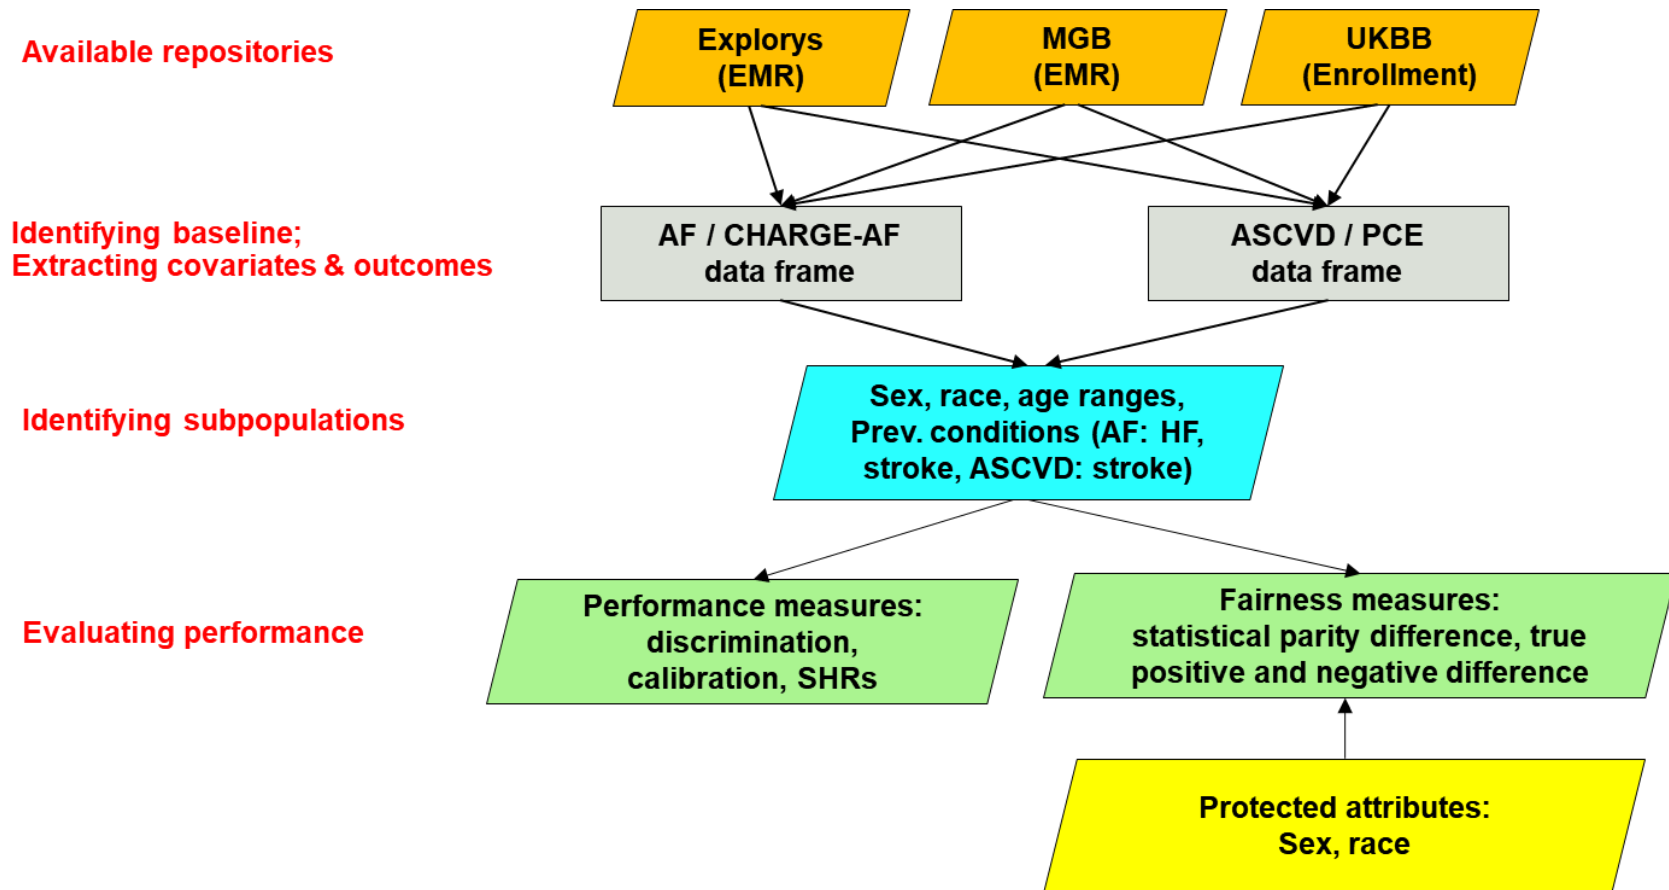 Available repositories
Explorys
(EMR)
MGB
(EMR)
UKBB
(Enrollment)
Identifying baseline;
Extracting covariates & outcomes
AF / CHARGE-AF
data frame
ASCVD / PCE
data frame
Identifying subpopulations
Sex, race, age ranges,
Prev. conditions (AF: HF,
stroke, ASCVD: stroke)
Evaluating performance
Performance measures:
discrimination,
calibration, SHRs
Fairness measures:
statistical parity difference, true
positive and negative difference
Protected attributes:
Sex, race